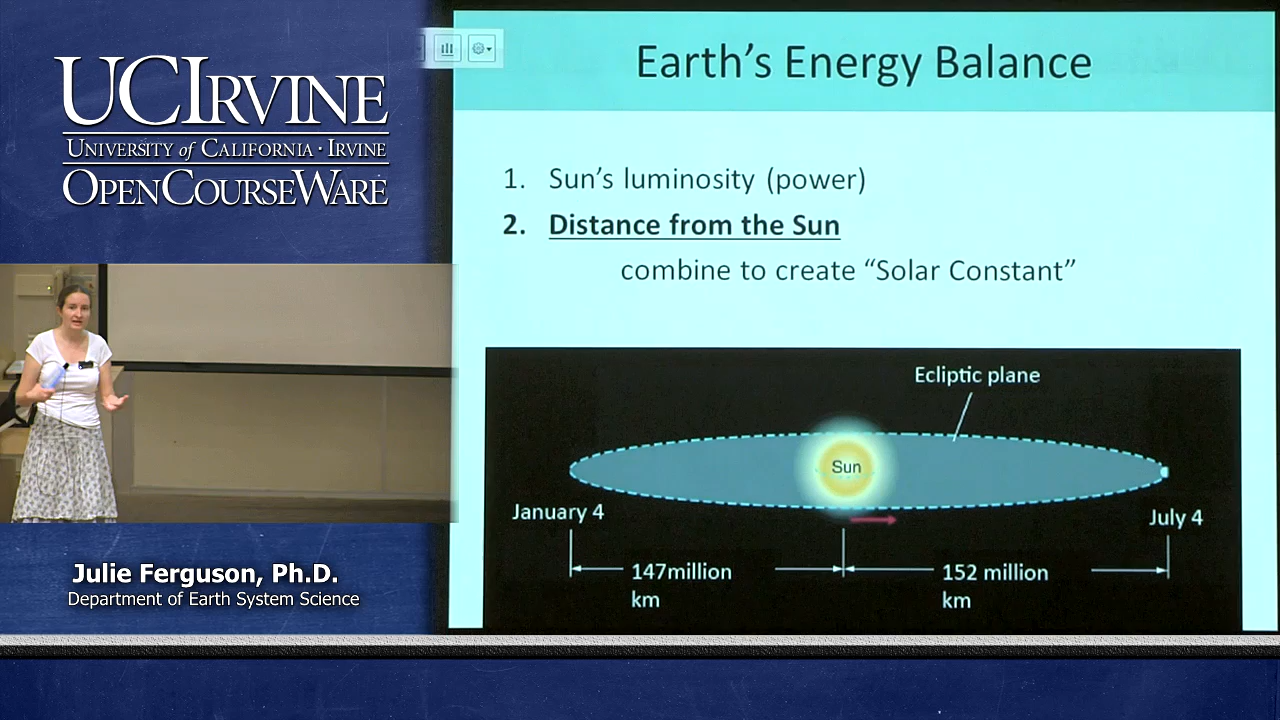 UCIRVINE
UNIVERSITY of CALIFORNIA · IRVINE
OPENCOURSEWARE
Julie Ferguson, Ph.D.
Department of Earth System Science
Earth's Energy Balance
1. Sun's luminosity (power)
2. Distance from the Sun
combine to create “Solar Constant”
Ecliptic plane
Sun
January 4
July 4
147million
km
152 million
km